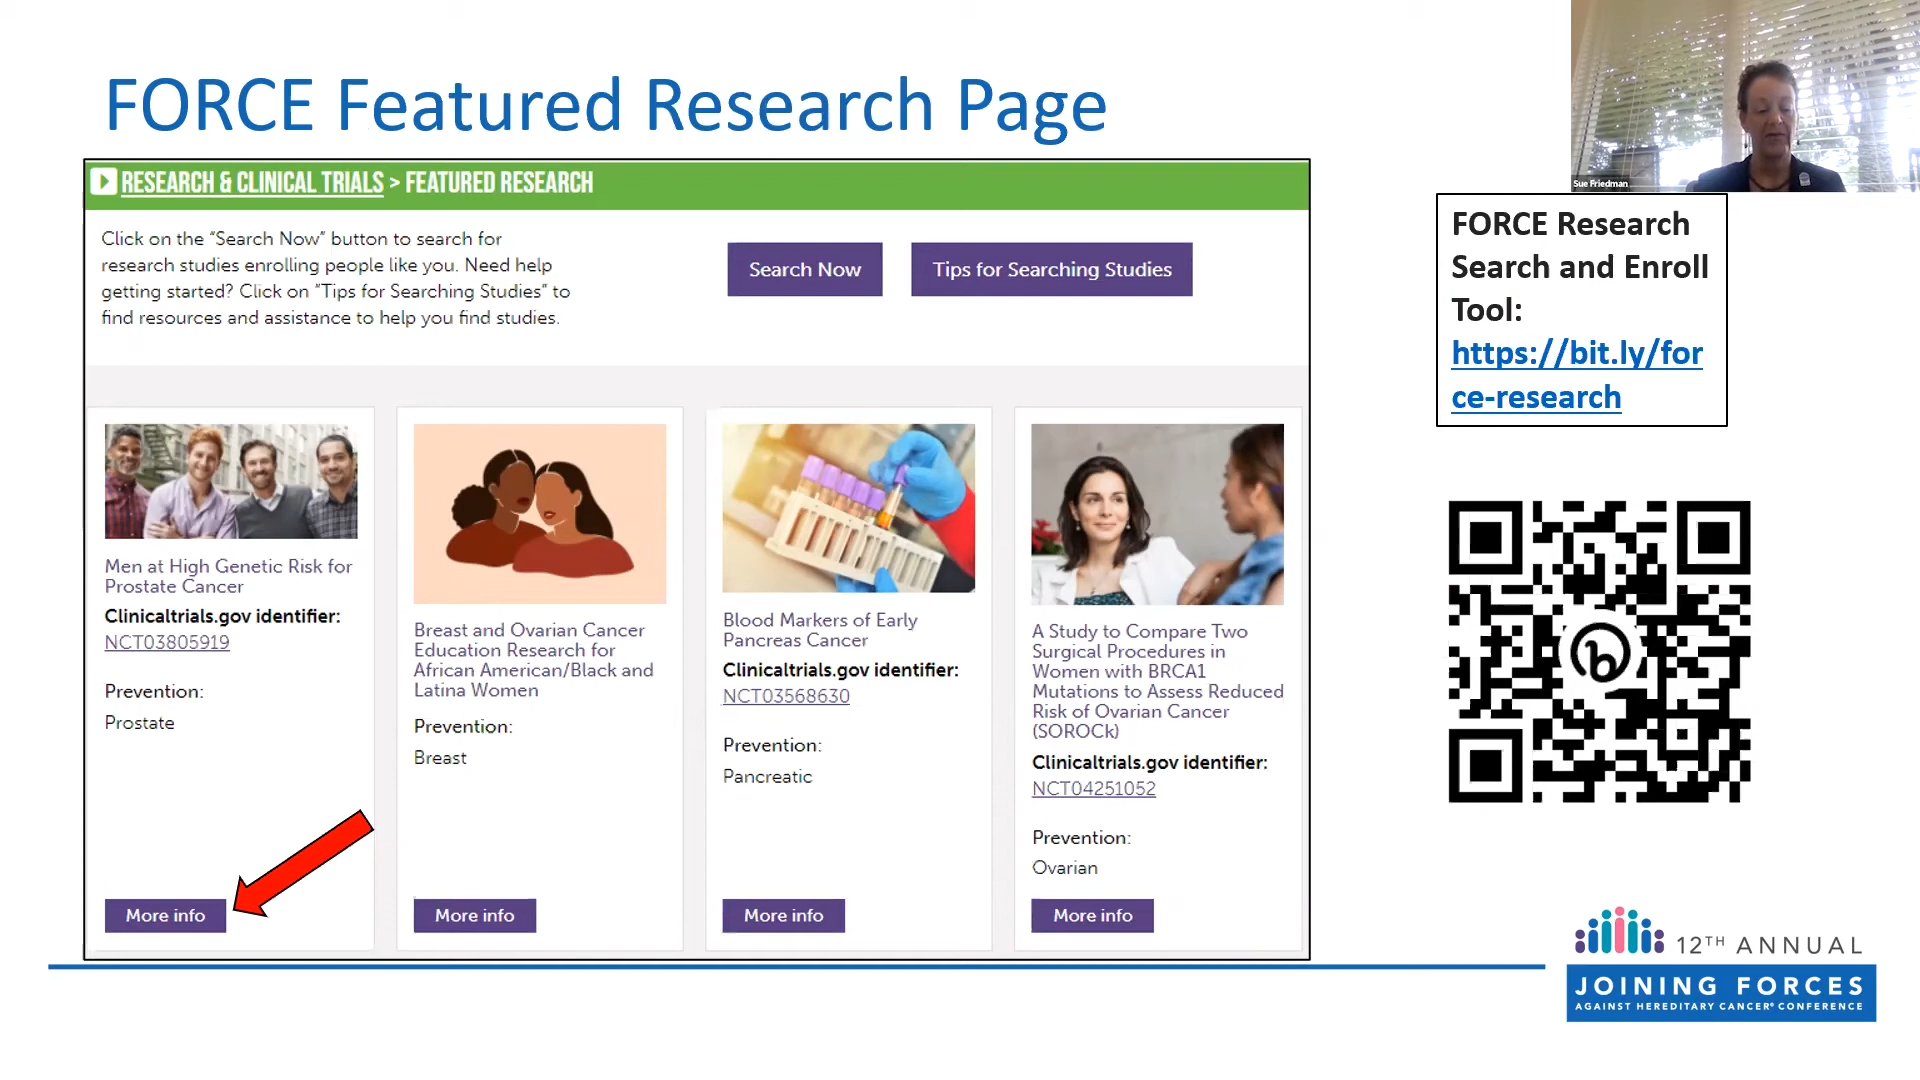 FORCE Featured Research Page
RESEARCH & CLINICAL TRIALS > FEATURED RESEARCH
Click on the “Search Now” button to search for
research studies enrolling people like you. Need help
getting started? Click on “Tips for Searching Studies” to
find resources and assistance to help you find studies.
Search Now
Tips for Searching Studies
Men at High Genetic Risk for
Prostate Cancer
Clinicaltrials.gov identifier:
NCT03805919
Prevention:
Prostate
More info
Breast and Ovarian Cancer
Education Research for
African American/Black and
Latina Women
Prevention:
Breast
More info
Blood Markers of Early
Pancreas Cancer
Clinicaltrials.gov identifier:
NCT03568630
Prevention:
Pancreatic
More info
A Study to Compare Two
Surgical Procedures in
Women with BRCA1
Mutations to Assess Reduced
Risk of Ovarian Cancer
(SOROCk)
Clinicaltrials.gov identifier:
NCT04251052
Prevention:
Ovarian
More info
Sue Friedman
FORCE Research
Search and Enroll
Tool:
https://bit.ly/for
ce-research
12TH ANNUAL
JOINING FORCES
AGAINST HEREDITARY CANCER® CONFERENCE